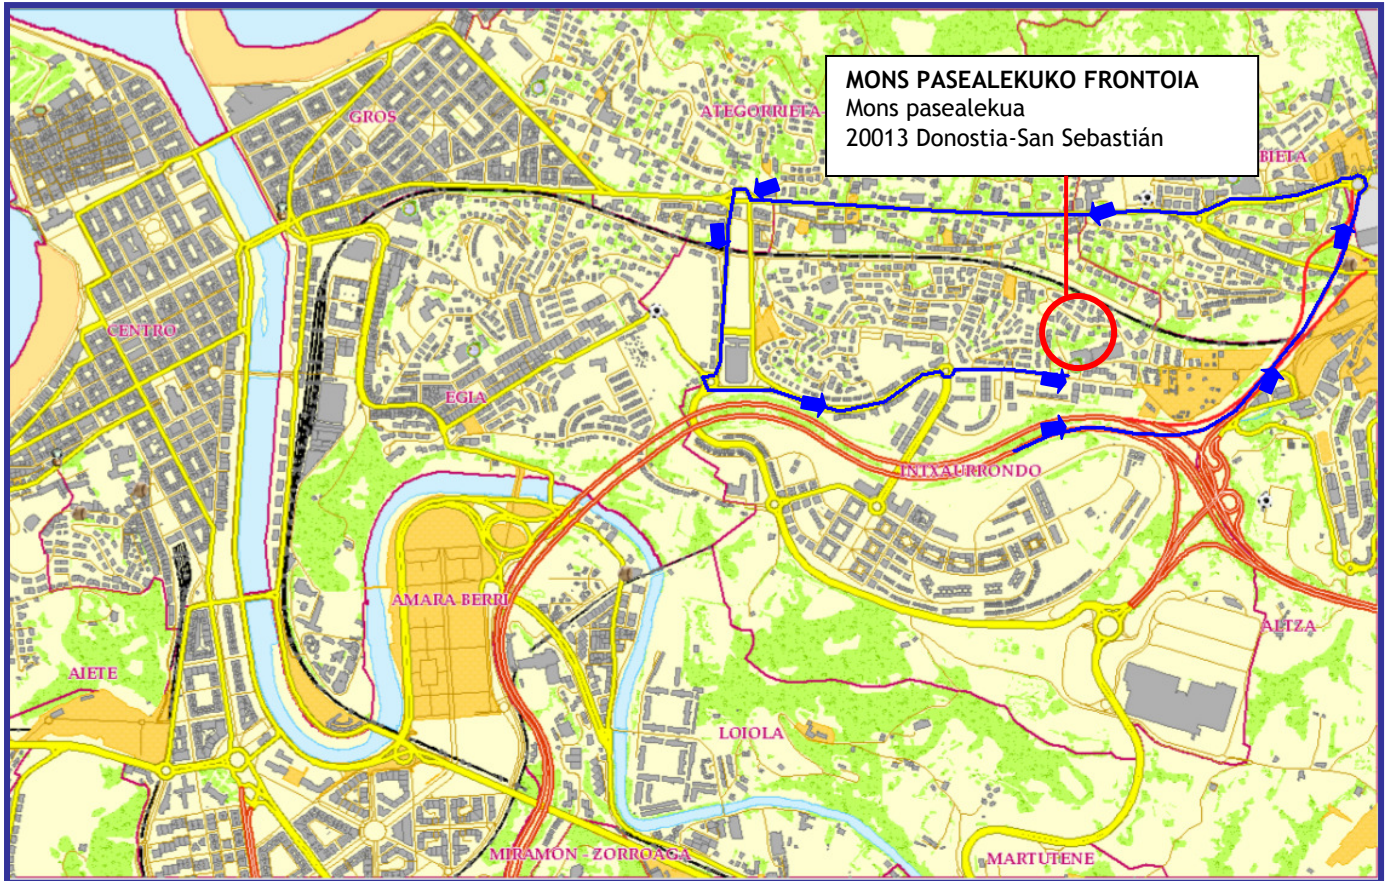 MONS PASEALEKUKO FRONTOIA
Mons pasealekua
20013 Donostia-San Sebastián
GROS
ATEGORRIETA
BIETA
CENTRO
EGIA
INTXAURRONDO
AMARA BERRI
ALTZA
AIETE
LOIOLA
MIRAMÓN - ZORROAGA
MARTUTENE